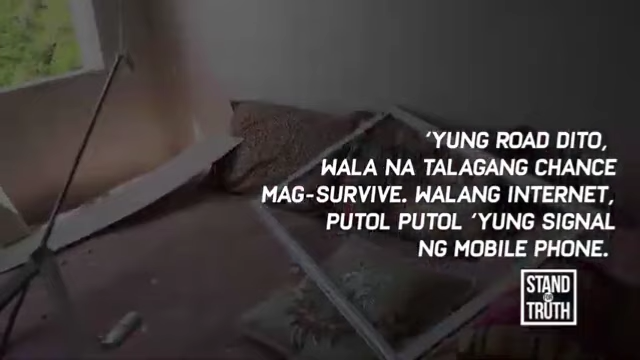 ‘YUNG ROAD DITO,
WALA NA TALAGANG CHANCE
MAG-SURVIVE. WALANG INTERNET,
PUTOL PUTOL ‘YUNG SIGNAL
NG MOBILE PHONE.
STAND
FOR
TRUTH